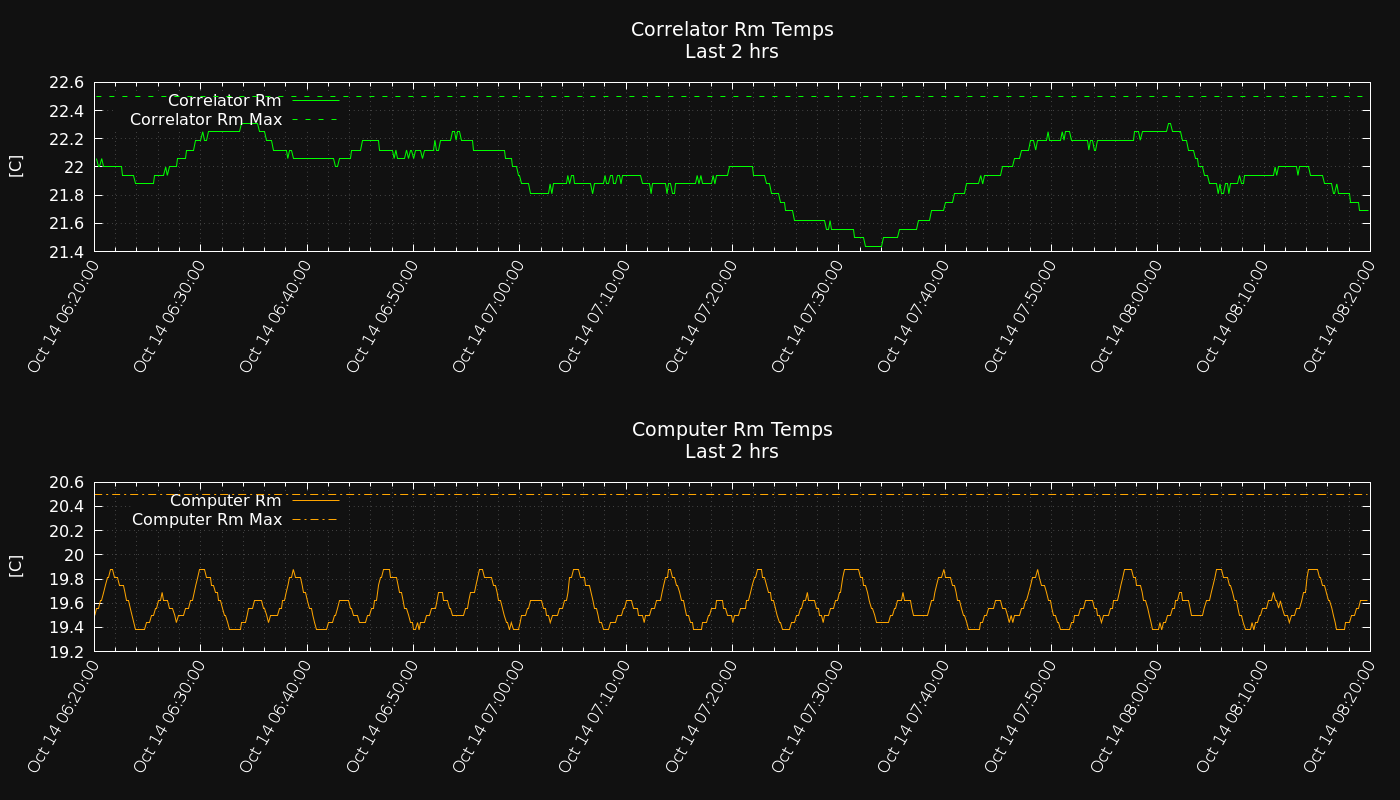 Correlator Rm Temps
Last 2 hrs
22.6
22.4
22.2
22
21.8
21.6
21.4
[C]
Correlator Rm
Correlator Rm Max
Oct 14 06:20:00
Oct 14 06:30:00
Oct 14 06:40:00
Oct 14 06:50:00
Oct 14 07:00:00
Oct 14 07:10:00
Oct 14 07:20:00
Oct 14 07:30:00
Oct 14 07:40:00
Oct 14 07:50:00
Oct 14 08:00:00
Oct 14 08:10:00
Oct 14 08:20:00
Computer Rm Temps
Last 2 hrs
20.6
20.4
20.2
20
19.8
19.6
19.4
19.2
[C]
Computer Rm
Computer Rm Max
Oct 14 06:20:00
Oct 14 06:30:00
Oct 14 06:40:00
Oct 14 06:50:00
Oct 14 07:00:00
Oct 14 07:10:00
Oct 14 07:20:00
Oct 14 07:30:00
Oct 14 07:40:00
Oct 14 07:50:00
Oct 14 08:00:00
Oct 14 08:10:00
Oct 14 08:20:00